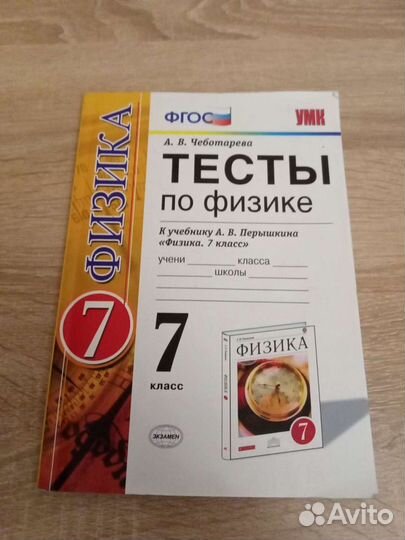 ФГОС
УМК
А. В. Чеботарева
ТЕСТЫ
по физике
К учебнику А. В. Перышкина
«Физика. 7 класс»
учени класса
школы
ФИЗИКА
7
7
класс
ФИЗИКА
7
ЭКЗАМЕН
Avito